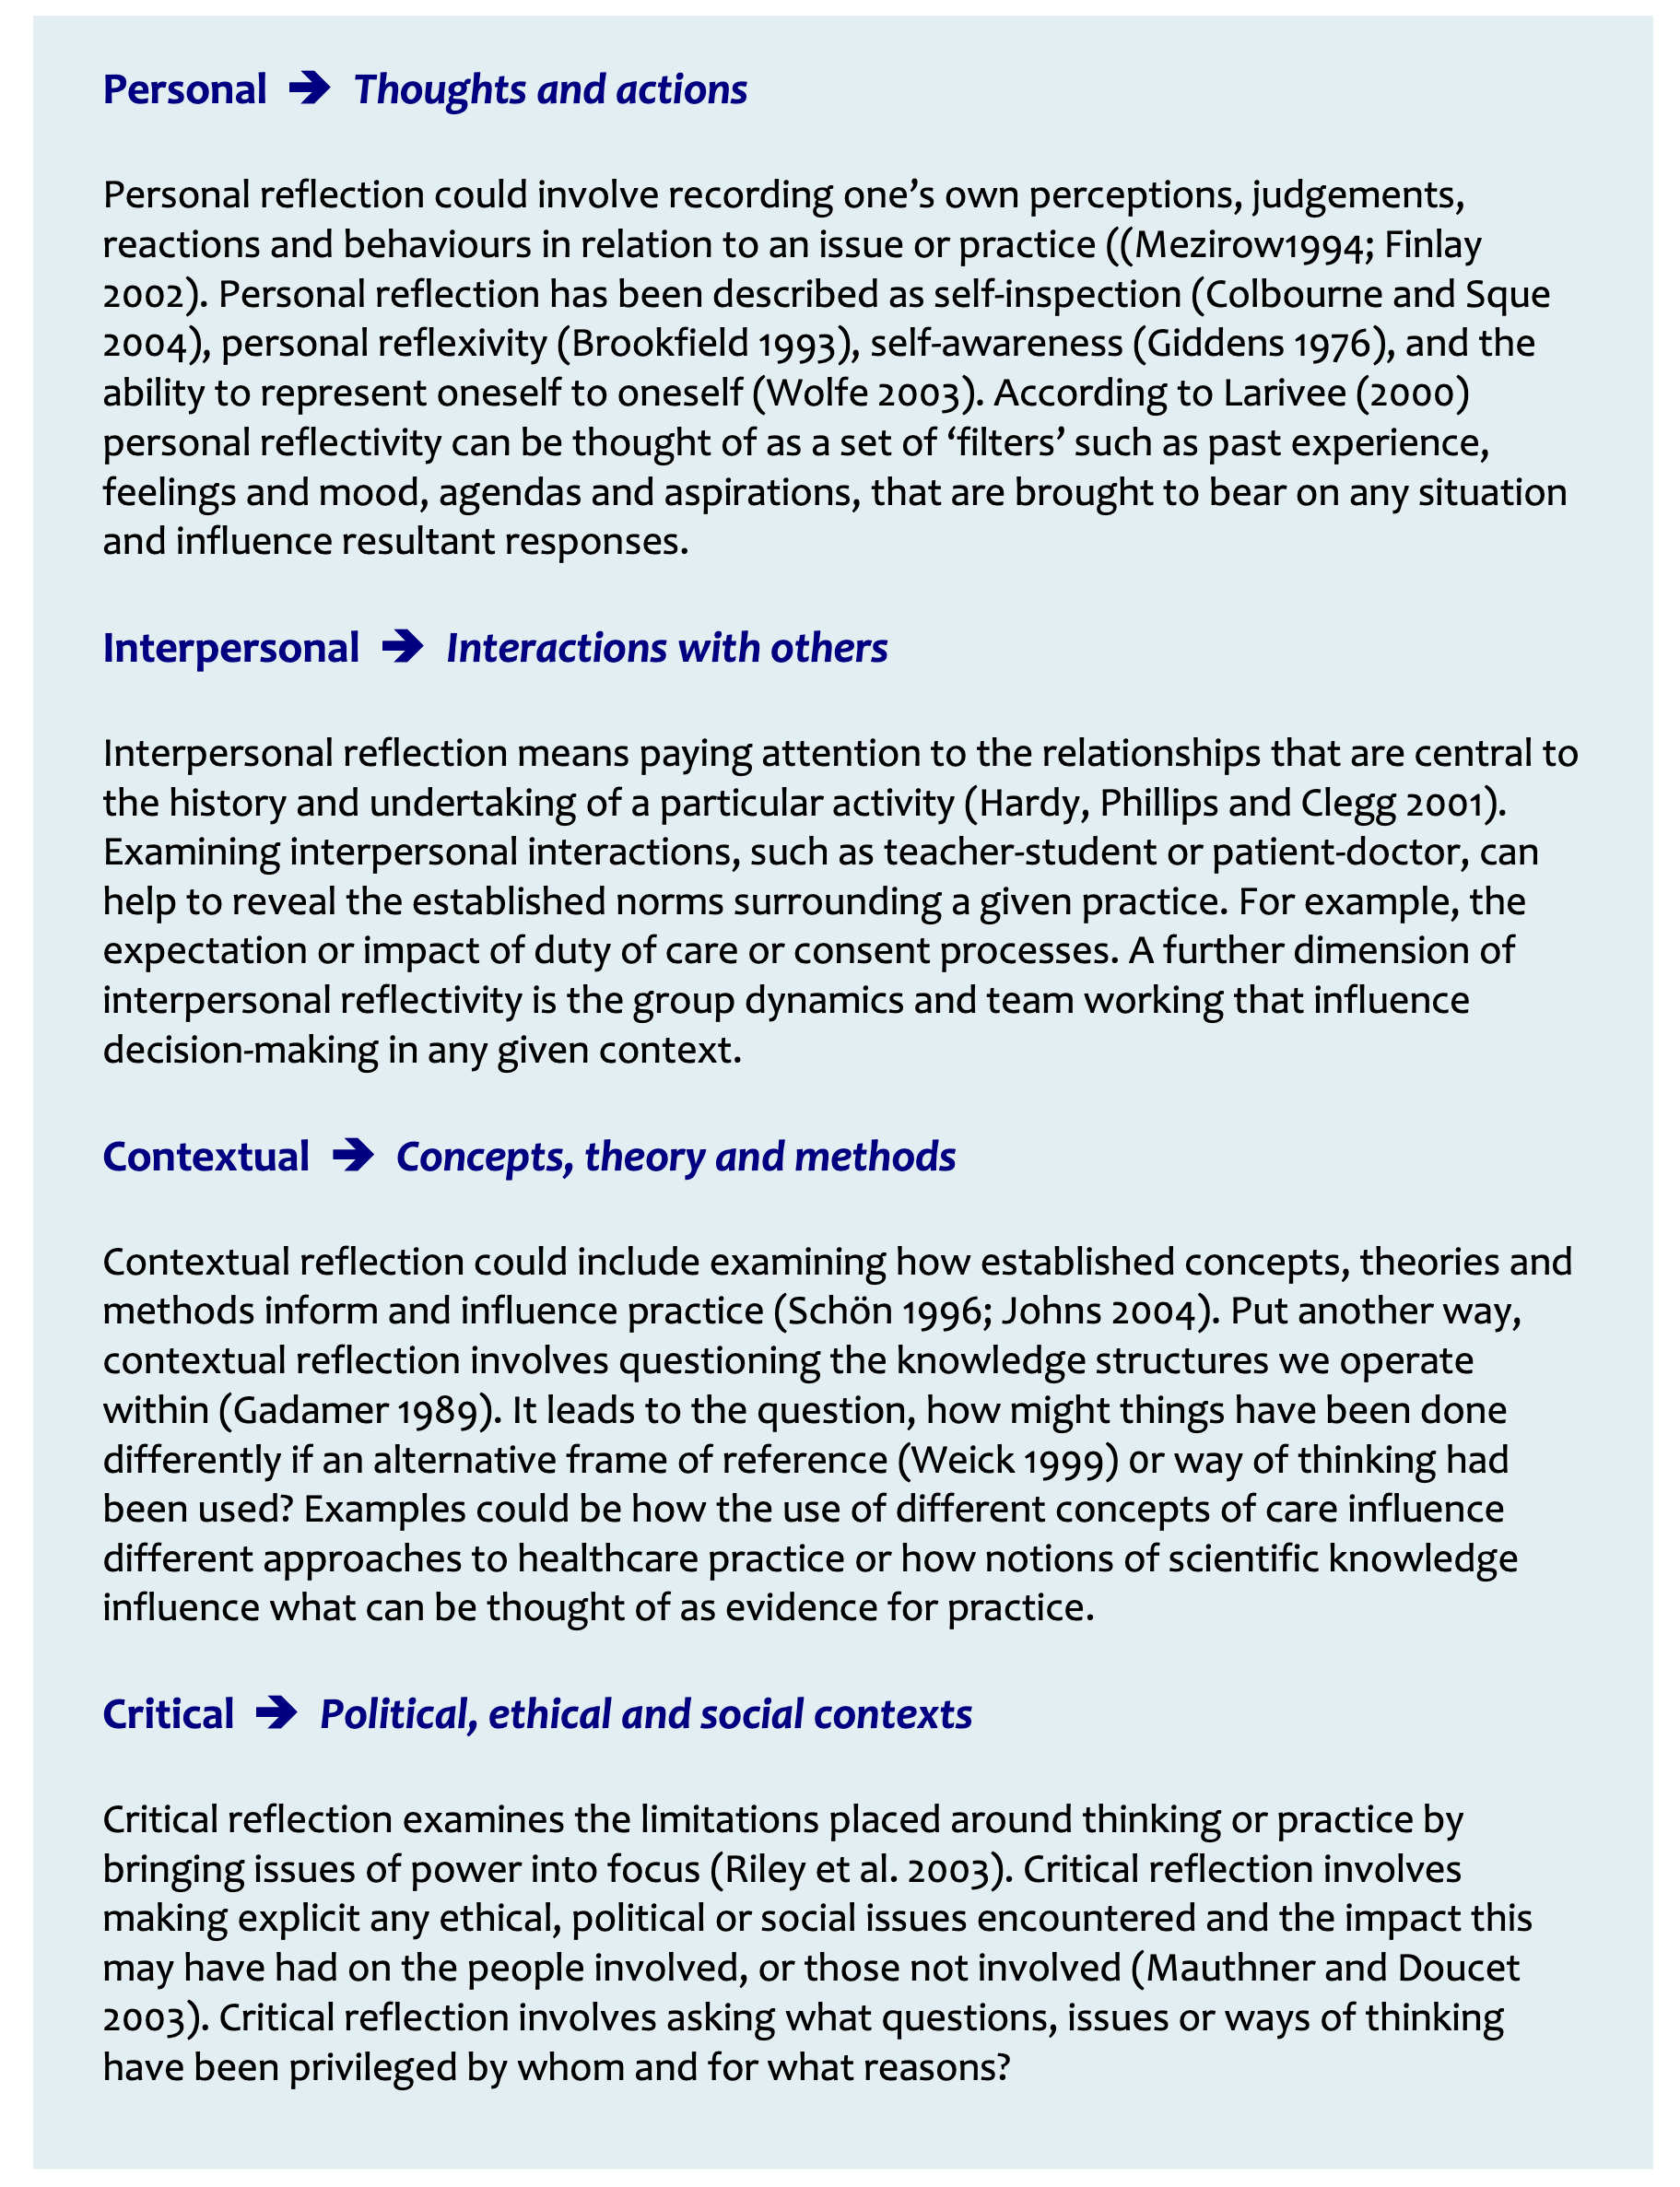 Personal ➔ Thoughts and actions
Personal reflection could involve recording one’s own perceptions, judgements,
reactions and behaviours in relation to an issue or practice ((Mezirow1994; Finlay
2002). Personal reflection has been described as self-inspection (Colbourne and Sque
2004), personal reflexivity (Brookfield 1993), self-awareness (Giddens 1976), and the
ability to represent oneself to oneself (Wolfe 2003). According to Larivee (2000)
personal reflectivity can be thought of as a set of ‘filters’ such as past experience,
feelings and mood, agendas and aspirations, that are brought to bear on any situation
and influence resultant responses.
Interpersonal ➔ Interactions with others
Interpersonal reflection means paying attention to the relationships that are central to
the history and undertaking of a particular activity (Hardy, Phillips and Clegg 2001).
Examining interpersonal interactions, such as teacher-student or patient-doctor, can
help to reveal the established norms surrounding a given practice. For example, the
expectation or impact of duty of care or consent processes. A further dimension of
interpersonal reflectivity is the group dynamics and team working that influence
decision-making in any given context.
Contextual ➔ Concepts, theory and methods
Contextual reflection could include examining how established concepts, theories and
methods inform and influence practice (Schön 1996; Johns 2004). Put another way,
contextual reflection involves questioning the knowledge structures we operate
within (Gadamer 1989). It leads to the question, how might things have been done
differently if an alternative frame of reference (Weick 1999) 0r way of thinking had
been used? Examples could be how the use of different concepts of care influence
different approaches to healthcare practice or how notions of scientific knowledge
influence what can be thought of as evidence for practice.
Critical ➔ Political, ethical and social contexts
Critical reflection examines the limitations placed around thinking or practice by
bringing issues of power into focus (Riley et al. 2003). Critical reflection involves
making explicit any ethical, political or social issues encountered and the impact this
may have had on the people involved, or those not involved (Mauthner and Doucet
2003). Critical reflection involves asking what questions, issues or ways of thinking
have been privileged by whom and for what reasons?